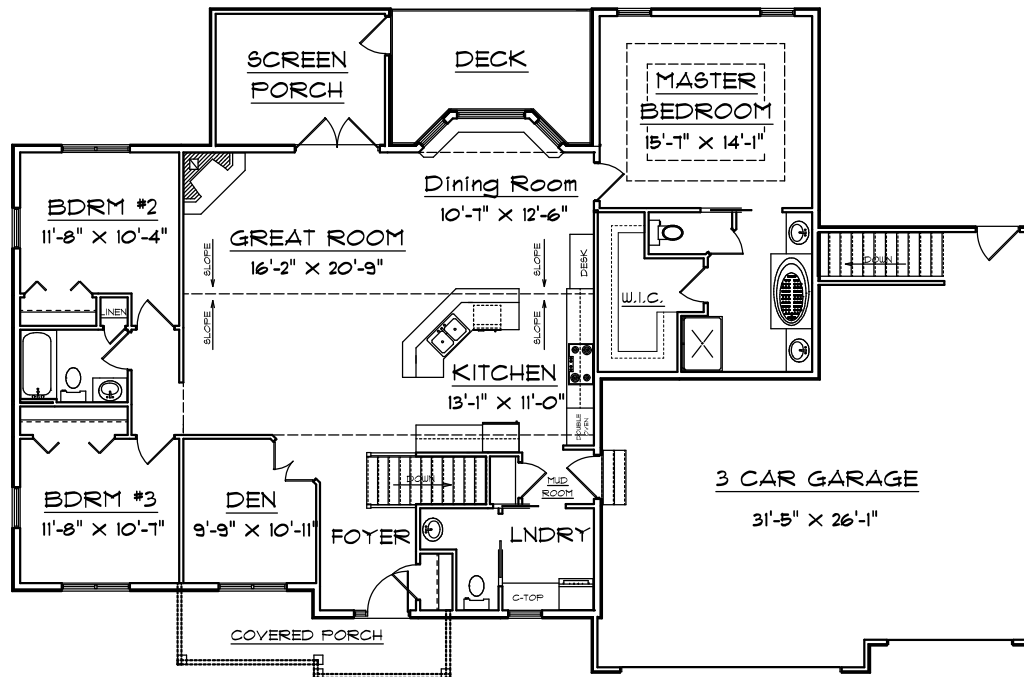 SCREEN
PORCH
DECK
MASTER
BEDROOM
15'-7" X 14'-1"
Dining Room
10'-7" X 12'-6"
BDRM #2
11'-8" X 10'-4"
GREAT ROOM
16'-2" X 20'-9"
SLOPE
SLOPE
DESK
DOWN
W.I.C.
LINEN
SLOPE
SLOPE
KITCHEN
13'-1" X 11'-0"
DOUBLE
OVEN
BDRM #3
11'-8" X 10'-7"
DEN
9'-9" X 10'-11"
DOWN
MUD
ROOM
3 CAR GARAGE
31'-5" X 26'-1"
FOYER
LNDRY
C-TOP
COVERED PORCH